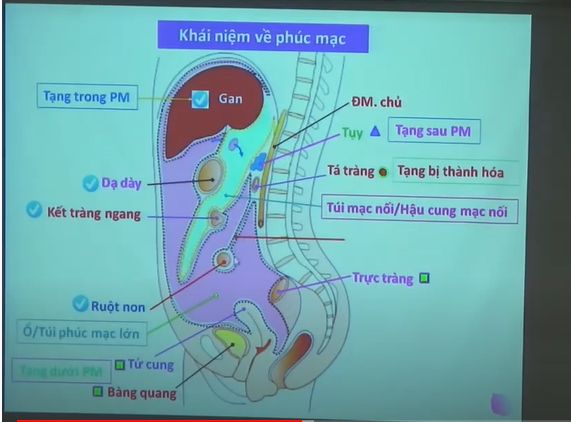 Khái niệm về phúc mạc
Tạng trong PM
Gan
ĐM. chủ
Tụy
Tạng sau PM
Tá tràng
Tạng bị thành hóa
Dạ dày
Túi mạc nối/Hậu cung mạc nối
Kết tràng ngang
Trực tràng
Ruột non
Ổ/Túi phúc mạc lớn
Tử cung
Tạng dưới PM
Bàng quang